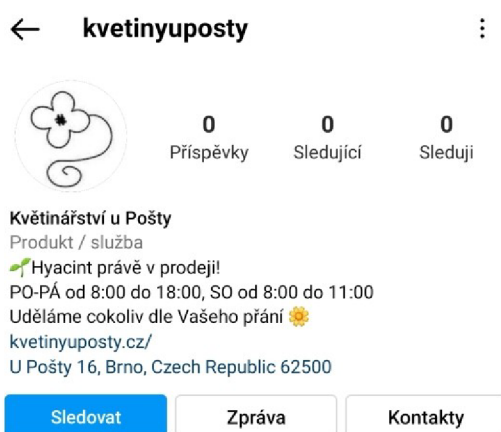 kvetinyuposty
0 0 0
Příspěvky Sledující Sleduji
Květinářství u Pošty
Produkt / služba
🌱Hyacint právě v prodeji!
PO-PÁ od 8:00 do 18:00, SO od 8:00 do 11:00
Uděláme cokoliv dle Vašeho přání 🌼
kvetinyuposty.cz/
U Pošty 16, Brno, Czech Republic 62500
Sledovat Zpráva Kontakty